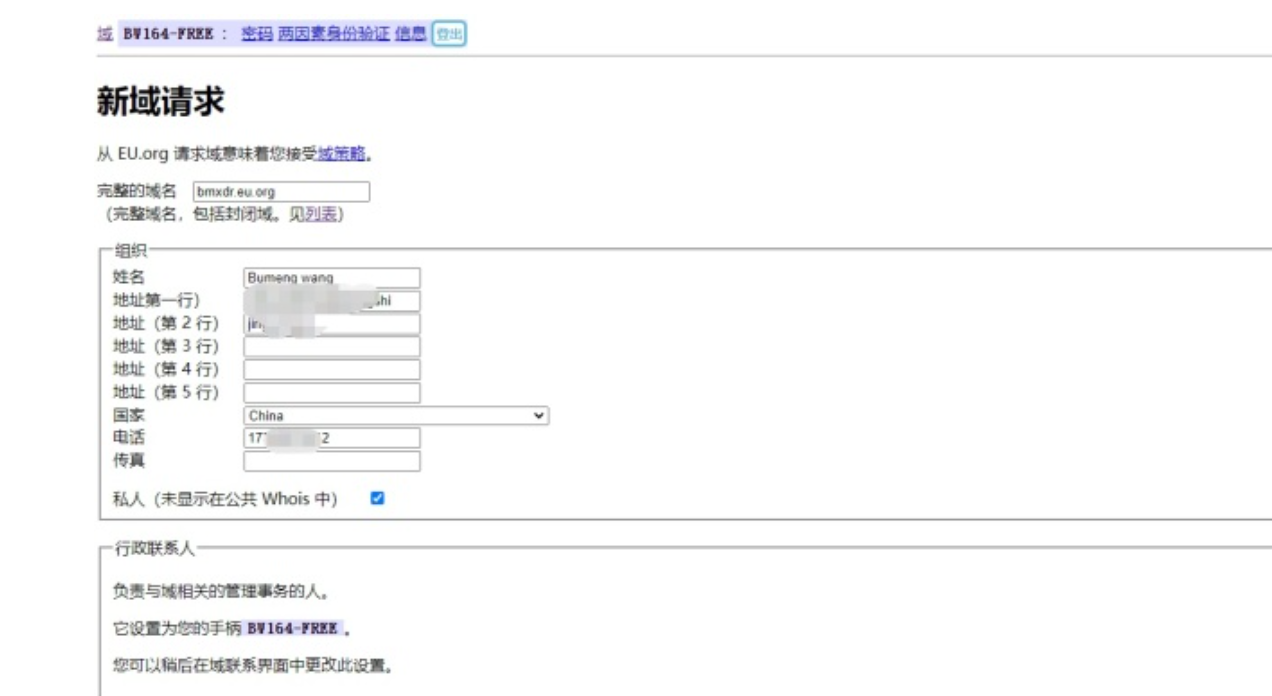 域 BW164-FREE : 密码 两因素身份验证 信息 登出
新域请求
从 EU.org 请求域意味着您接受域策略。
完整的域名 bmxdr.eu.org
（完整域名，包括封闭域。见列表）
组织
姓名 Bumeng wang
地址第一行) shi
地址（第 2 行） jin
地址（第 3 行）
地址（第 4 行）
地址（第 5 行）
国家 China
电话 17 2
传真
私人（未显示在公共 Whois 中）
行政联系人
负责与域相关的管理事务的人。
它设置为您的手柄 BW164-FREE 。
您可以稍后在域联系界面中更改此设置。